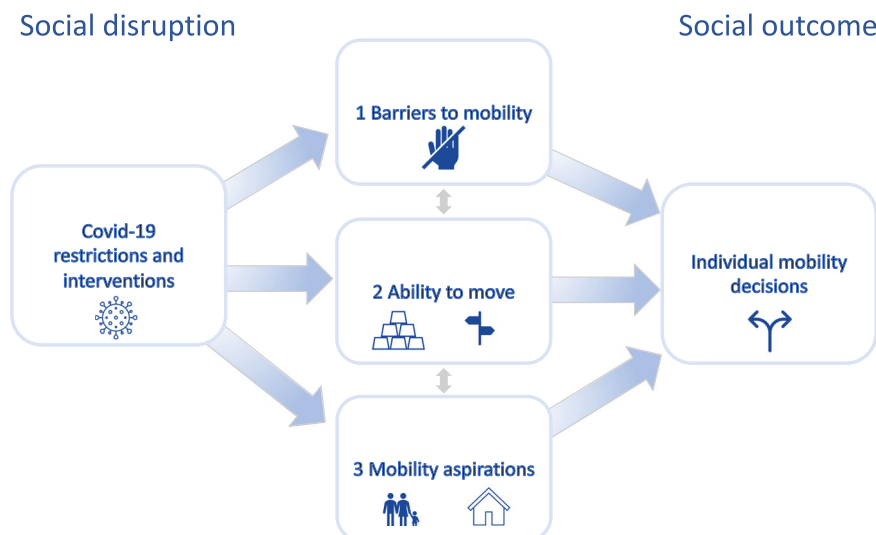 Social disruption
Social outcome
1 Barriers to mobility
Covid-19
restrictions and
interventions
2 Ability to move
Individual mobility
decisions
3 Mobility aspirations